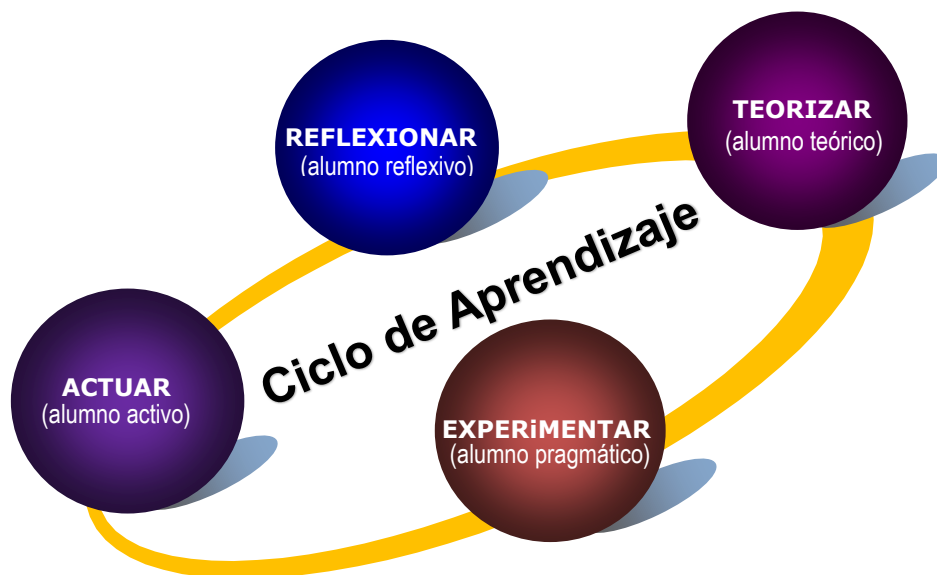 TEORIZAR
(alumno teórico)
REFLEXIONAR
(alumno reflexivo)
Ciclo de Aprendizaje
ACTUAR
(alumno activo)
EXPERiMENTAR
(alumno pragmático)